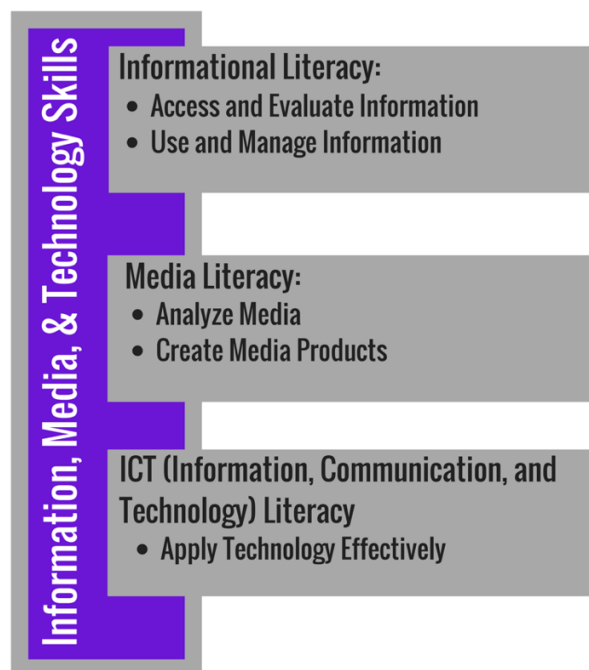 Information, Media, & Technology Skills
Informational Literacy:
• Access and Evaluate Information
• Use and Manage Information
Media Literacy:
• Analyze Media
• Create Media Products
ICT (Information, Communication, and
Technology) Literacy
• Apply Technology Effectively